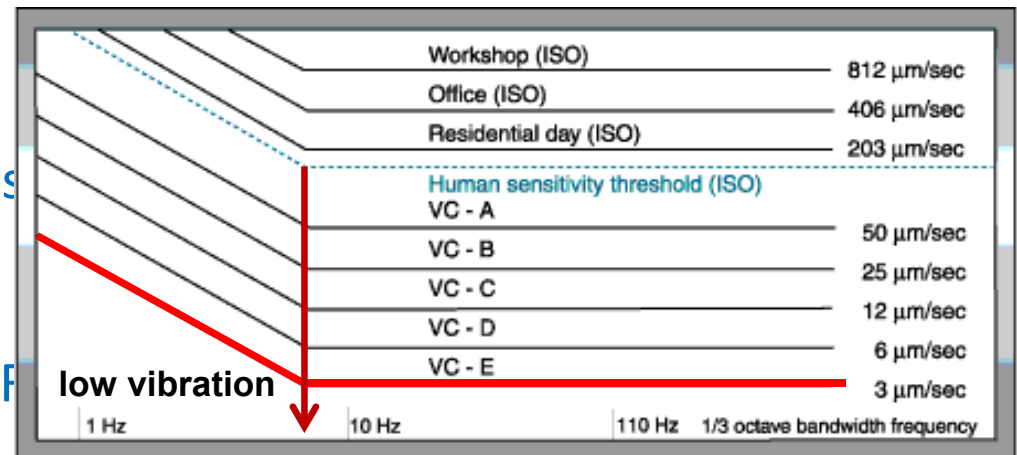 Workshop (ISO)
812 μm/sec
Office (ISO)
406 μm/sec
Residential day (ISO)
203 μm/sec
Human sensitivity threshold (ISO)
VC - A
50 μm/sec
VC - B
25 μm/sec
VC - C
12 μm/sec
VC - D
6 μm/sec
VC - E
3 μm/sec
low vibration
1 Hz 10 Hz 110 Hz 1/3 octave bandwidth frequency